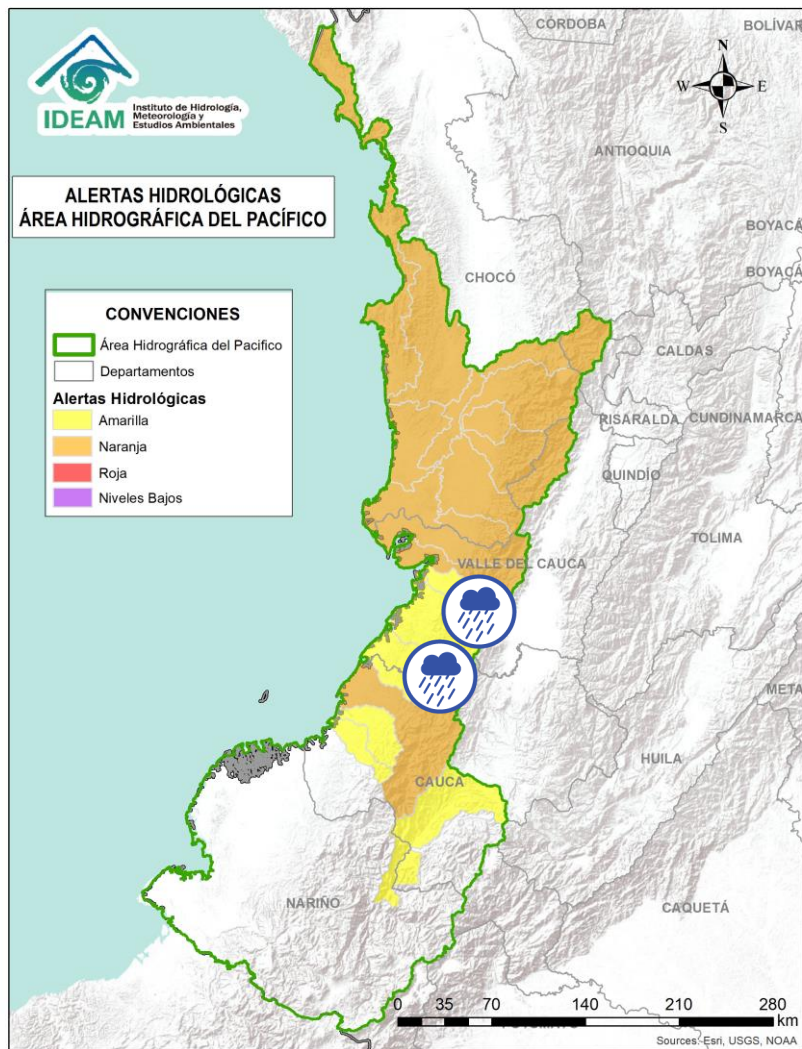 CÓRDOBA
BOLÍVAR
N
W
E
S
IDEAM
Instituto de Hidrología,
Meteorología y
Estudios Ambientales
ANTIOQUIA
ALERTAS HIDROLÓGICAS
ÁREA HIDROGRÁFICA DEL PACÍFICO
BOYACÁ
BOYACÁ
CHOCÓ
CONVENCIONES
Área Hidrográfica del Pacifico
Departamentos
Alertas Hidrológicas
Amarilla
Naranja
Roja
Niveles Bajos
CALDAS
RISARALDA
CUNDINAMARCA
QUINDÍO
TOLIMA
VALLE DEL CAUCA
META
HUILA
CAUCA
NARIÑO
CAQUETÁ
0 35 70 140 210 280
km
Sources: Esri, USGS, NOAA